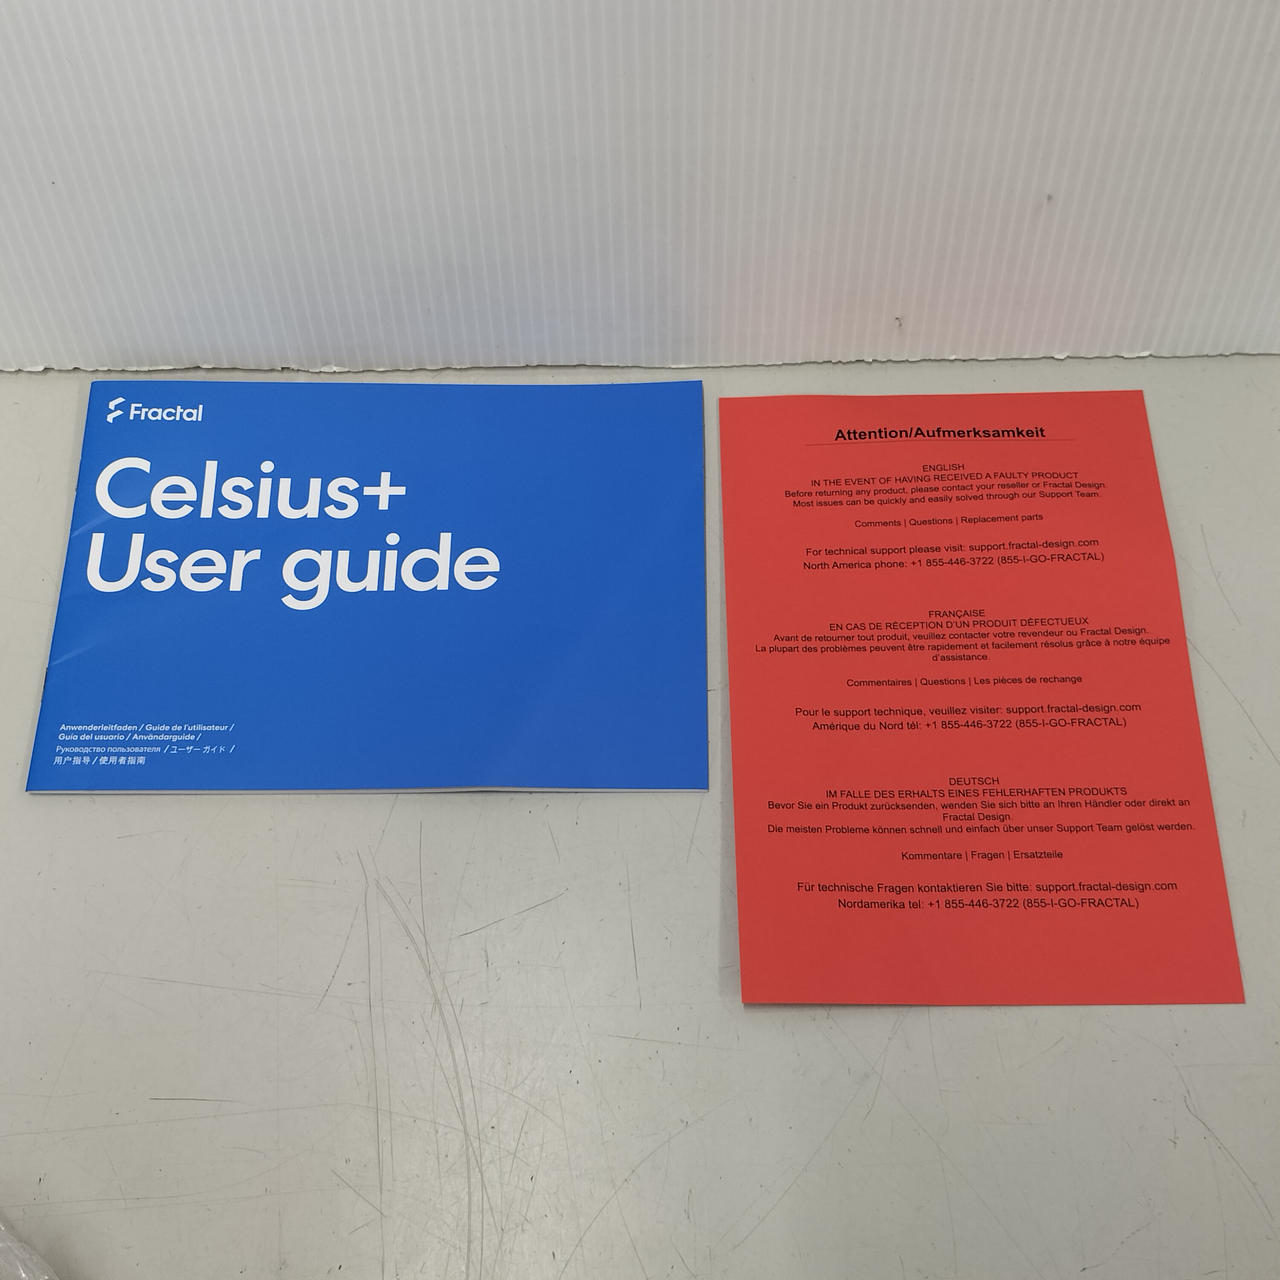 Fractal
Celsius+
User guide
Anwenderleitfaden / Guide de l'utilisateur /
Guía del usuario / Användarguide /
Руководство пользователя / ユーザー ガイド /
用户指导 / 使用者指南
Attention/Aufmerksamkeit
ENGLISH
IN THE EVENT OF HAVING RECEIVED A FAULTY PRODUCT
Before returning any product, please contact your reseller or Fractal Design.
Most issues can be quickly and easily solved through our Support Team.
Comments | Questions | Replacement parts
For technical support please visit: support.fractal-design.com
North America phone: +1 855-446-3722 (855-I-GO-FRACTAL)
FRANÇAISE
EN CAS DE RÉCEPTION D'UN PRODUIT DÉFECTUEUX
Avant de retourner tout produit, veuillez contacter votre revendeur ou Fractal Design.
La plupart des problèmes peuvent être rapidement et facilement résolus grâce à notre équipe
d'assistance.
Commentaires | Questions | Les pièces de rechange
Pour le support technique, veuillez visiter: support.fractal-design.com
Amérique du Nord tél: +1 855-446-3722 (855-I-GO-FRACTAL)
DEUTSCH
IM FALLE DES ERHALTS EINES FEHLERHAFTEN PRODUKTS
Bevor Sie ein Produkt zurücksenden, wenden Sie sich bitte an Ihren Händler oder direkt an
Fractal Design.
Die meisten Probleme können schnell und einfach über unser Support Team gelöst werden.
Kommentare | Fragen | Ersatzteile
Für technische Fragen kontaktieren Sie bitte: support.fractal-design.com
Nordamerika tel: +1 855-446-3722 (855-I-GO-FRACTAL)